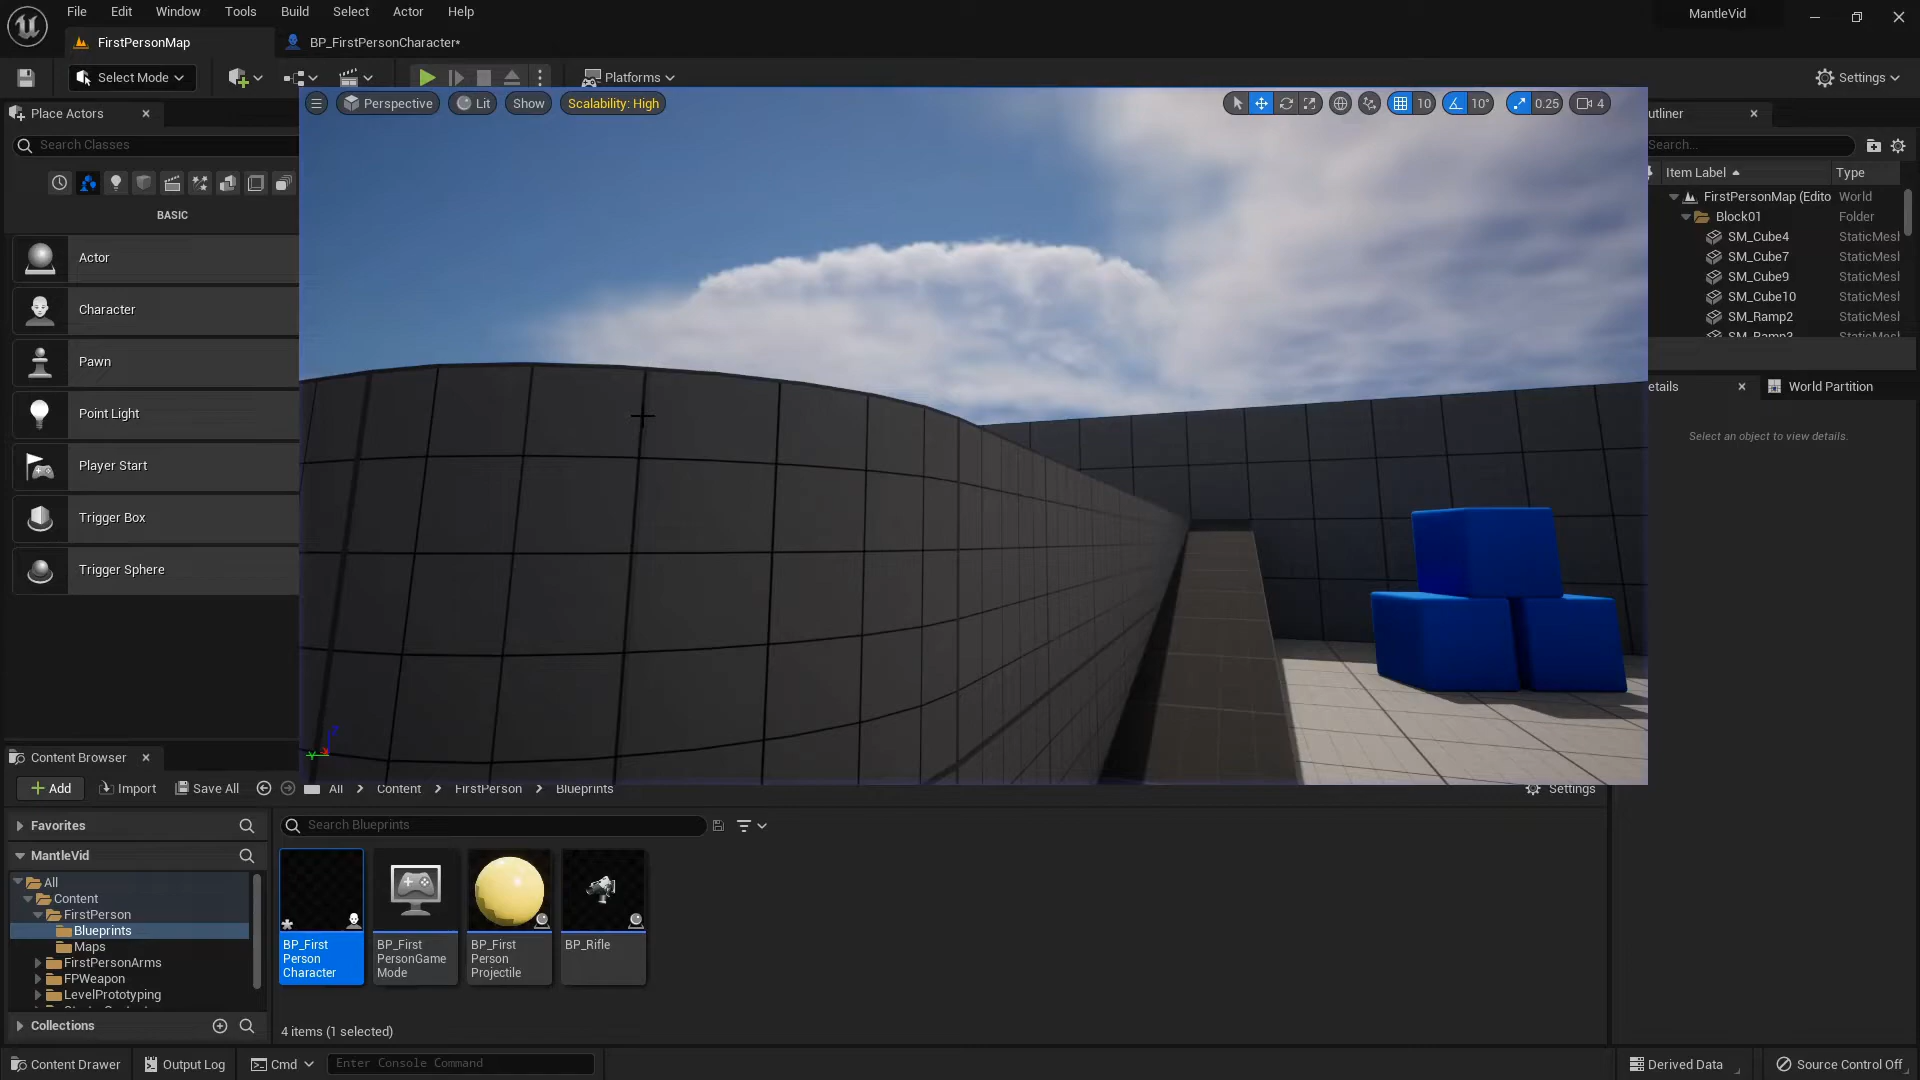 File Edit Window Tools Build Select Actor Help
MantleVid
FirstPersonMap
BP_FirstPersonCharacter*
Select Mode
Platforms
Settings
Place Actors
Perspective
Lit
Show
Scalability: High
10
10°
0.25
4
utliner
Search Classes
Search...
Item Label
Type
BASIC
FirstPersonMap (Edito
World
Block01
Folder
SM_Cube4
StaticMesl
Actor
SM_Cube7
StaticMesl
SM_Cube9
StaticMesl
SM_Cube10
StaticMesl
Character
SM_Ramp2
StaticMesl
SM_Ramp3
StaticMesl
Pawn
etails
World Partition
Point Light
Select an object to view details.
Player Start
Trigger Box
Trigger Sphere
Content Browser
Add
Import
Save All
All > Content > FirstPerson > Blueprints
Settings
Favorites
Search Blueprints
MantleVid
All
Content
FirstPerson
Blueprints
Maps
FirstPersonArms
FPWeapon
LevelPrototyping
BP_First
Person
Character
BP_First
PersonGame
Mode
BP_First
Person
Projectile
BP_Rifle
Collections
4 items (1 selected)
Content Drawer
Output Log
Cmd
Enter Console Command
Derived Data
Source Control Off